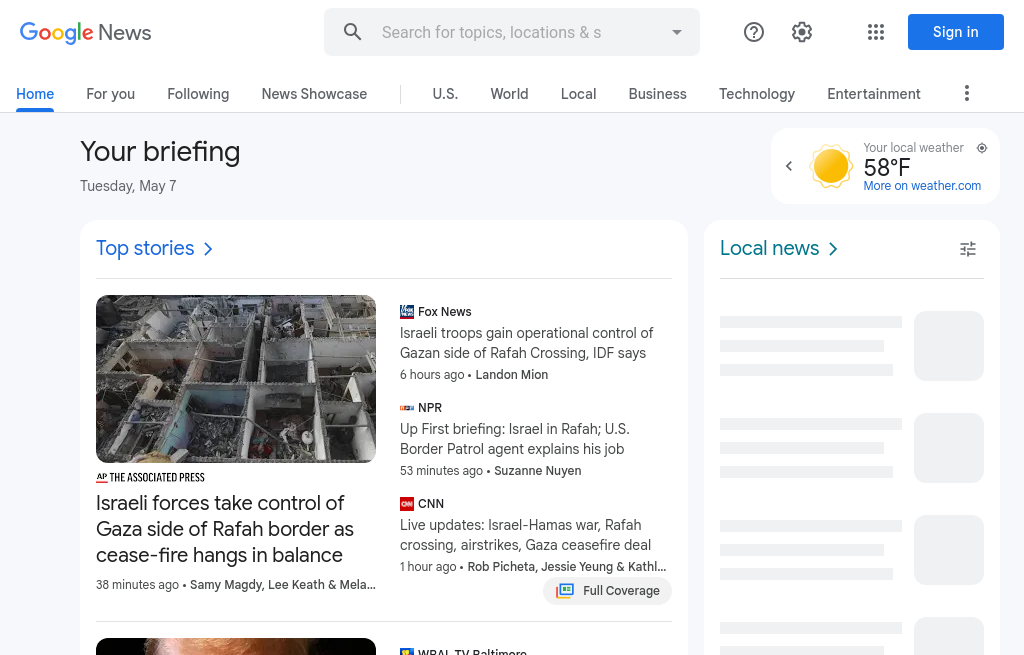 Google News
Search for topics, locations & s
Sign in
Home
For you
Following
News Showcase
U.S.
World
Local
Business
Technology
Entertainment
Your briefing
Tuesday, May 7
Your local weather
58°F
More on weather.com
Top stories
AP THE ASSOCIATED PRESS
Israeli forces take control of
Gaza side of Rafah border as
cease-fire hangs in balance
38 minutes ago • Samy Magdy, Lee Keath & Mela...
Fox News
Israeli troops gain operational control of
Gazan side of Rafah Crossing, IDF says
6 hours ago • Landon Mion
NPR
Up First briefing: Israel in Rafah; U.S.
Border Patrol agent explains his job
53 minutes ago • Suzanne Nuyen
CNN
Live updates: Israel-Hamas war, Rafah
crossing, airstrikes, Gaza ceasefire deal
1 hour ago • Rob Picheta, Jessie Yeung & Kathl...
Full Coverage
WBAL TV Baltimore
Local news